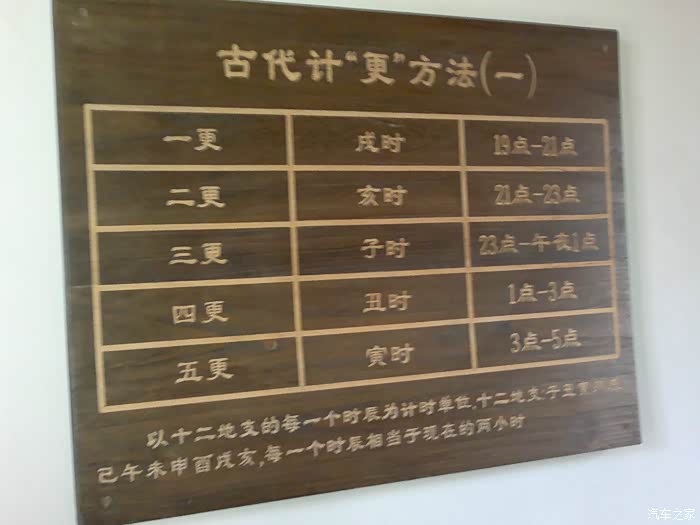 古代计“更”方法(一)
一更 戌时 19点-21点
二更 亥时 21点-23点
三更 子时 23点-午夜1点
四更 丑时 1点-3点
五更 寅时 3点-5点
以十二地支的每一个时辰为计时单位,十二地支:子丑寅卯辰
己午未申酉戌亥,每一个时辰相当于现在的两小时
汽车之家